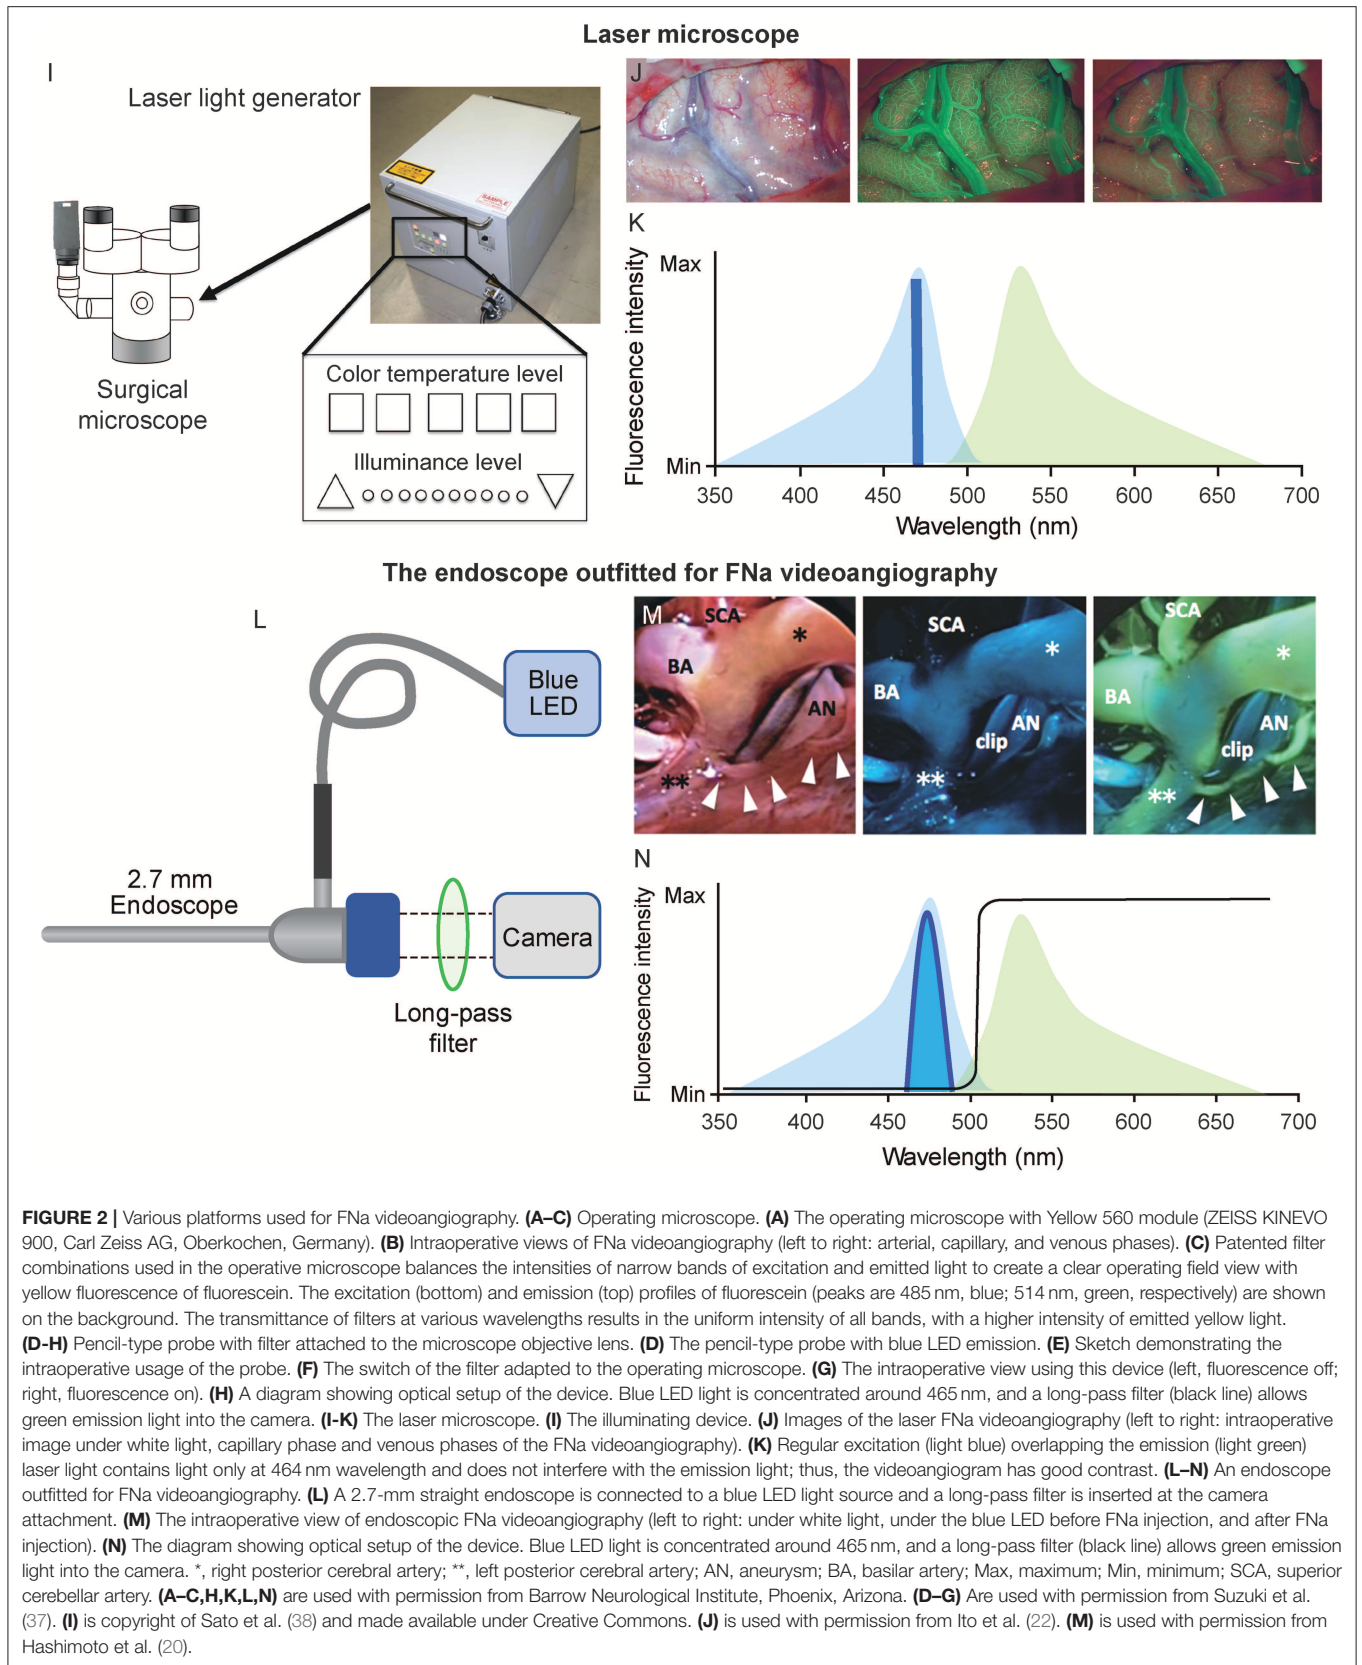 Laser microscope
I
Laser light generator
SAMPLE
Surgical
microscope
Color temperature level
Illuminance level
J
K
Max
Fluorescence intensity
Min
350 400 450 500 550 600 650 700
Wavelength (nm)
The endoscope outfitted for FNa videoangiography
L
Blue
LED
2.7 mm
Endoscope
Camera
Long-pass
filter
M
SCA
*
BA
AN
**
SCA
*
BA
AN
clip
**
SCA
*
BA
AN
clip
**
N
Max
Fluorescence intensity
Min
350 400 450 500 550 600 650 700
Wavelength (nm)
FIGURE 2 | Various platforms used for FNa videoangiography. (A–C) Operating microscope. (A) The operating microscope with Yellow 560 module (ZEISS KINEVO
900, Carl Zeiss AG, Oberkochen, Germany). (B) Intraoperative views of FNa videoangiography (left to right: arterial, capillary, and venous phases). (C) Patented filter
combinations used in the operative microscope balances the intensities of narrow bands of excitation and emitted light to create a clear operating field view with
yellow fluorescence of fluorescein. The excitation (bottom) and emission (top) profiles of fluorescein (peaks are 485 nm, blue; 514 nm, green, respectively) are shown
on the background. The transmittance of filters at various wavelengths results in the uniform intensity of all bands, with a higher intensity of emitted yellow light.
(D-H) Pencil-type probe with filter attached to the microscope objective lens. (D) The pencil-type probe with blue LED emission. (E) Sketch demonstrating the
intraoperative usage of the probe. (F) The switch of the filter adapted to the operating microscope. (G) The intraoperative view using this device (left, fluorescence off;
right, fluorescence on). (H) A diagram showing optical setup of the device. Blue LED light is concentrated around 465 nm, and a long-pass filter (black line) allows
green emission light into the camera. (I-K) The laser microscope. (I) The illuminating device. (J) Images of the laser FNa videoangiography (left to right: intraoperative
image under white light, capillary phase and venous phases of the FNa videoangiography). (K) Regular excitation (light blue) overlapping the emission (light green)
laser light contains light only at 464 nm wavelength and does not interfere with the emission light; thus, the videoangiogram has good contrast. (L–N) An endoscope
outfitted for FNa videoangiography. (L) A 2.7-mm straight endoscope is connected to a blue LED light source and a long-pass filter is inserted at the camera
attachment. (M) The intraoperative view of endoscopic FNa videoangiography (left to right: under white light, under the blue LED before FNa injection, and after FNa
injection). (N) The diagram showing optical setup of the device. Blue LED light is concentrated around 465 nm, and a long-pass filter (black line) allows green emission
light into the camera. *, right posterior cerebral artery; **, left posterior cerebral artery; AN, aneurysm; BA, basilar artery; Max, maximum; Min, minimum; SCA, superior
cerebellar artery. (A–C,H,K,L,N) are used with permission from Barrow Neurological Institute, Phoenix, Arizona. (D–G) Are used with permission from Suzuki et al.
(37). (I) is copyright of Sato et al. (38) and made available under Creative Commons. (J) is used with permission from Ito et al. (22). (M) is used with permission from
Hashimoto et al. (20).